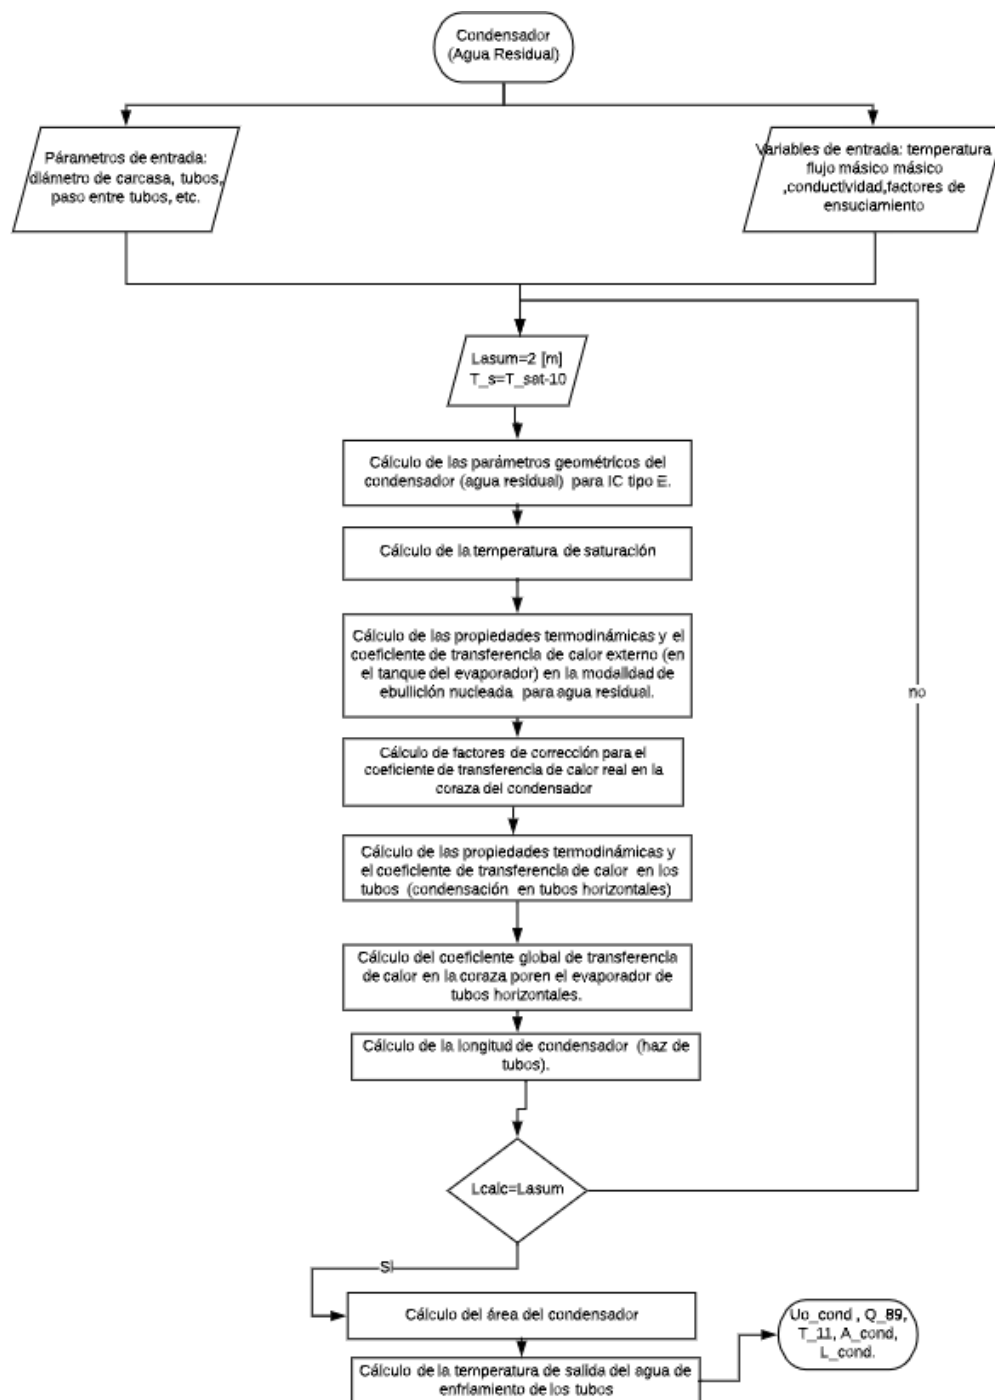 Condensador
(Agua Residual)
Párametros de entrada:
diámetro de carcasa, tubos,
paso entre tubos, etc.
Variables de entrada: temperatura
flujo másico másico
,conductividad,factores de
ensuciamiento
Lasum=2 [m]
T_s=T_sat-10
Cálculo de las parámetros geométricos del
condensador (agua residual) para IC tipo E.
Cálculo de la temperatura de saturación
Cálculo de las propiedades termodinámicas y el
coeficiente de transferencia de calor externo (en
el tanque del evaporador) en la modalidad de
ebullición nucleada para agua residual.
no
Cálculo de factores de corrección para el
coeficiente de transferencia de calor real en la
coraza del condensador
Cálculo de las propiedades termodinámicas y
el coeficiente de transferencia de calor en los
tubos (condensación en tubos horizontales)
Cálculo del coeficiente global de transferencia
de calor en la coraza poren el evaporador de
tubos horizontales.
Cálculo de la longitud de condensador (haz de
tubos).
Lcalc=Lasum
Si
Cálculo del área del condensador
Uo_cond , Q_89,
T_11, A_cond,
L_cond.
Cálculo de la temperatura de salida del agua de
enfriamiento de los tubos